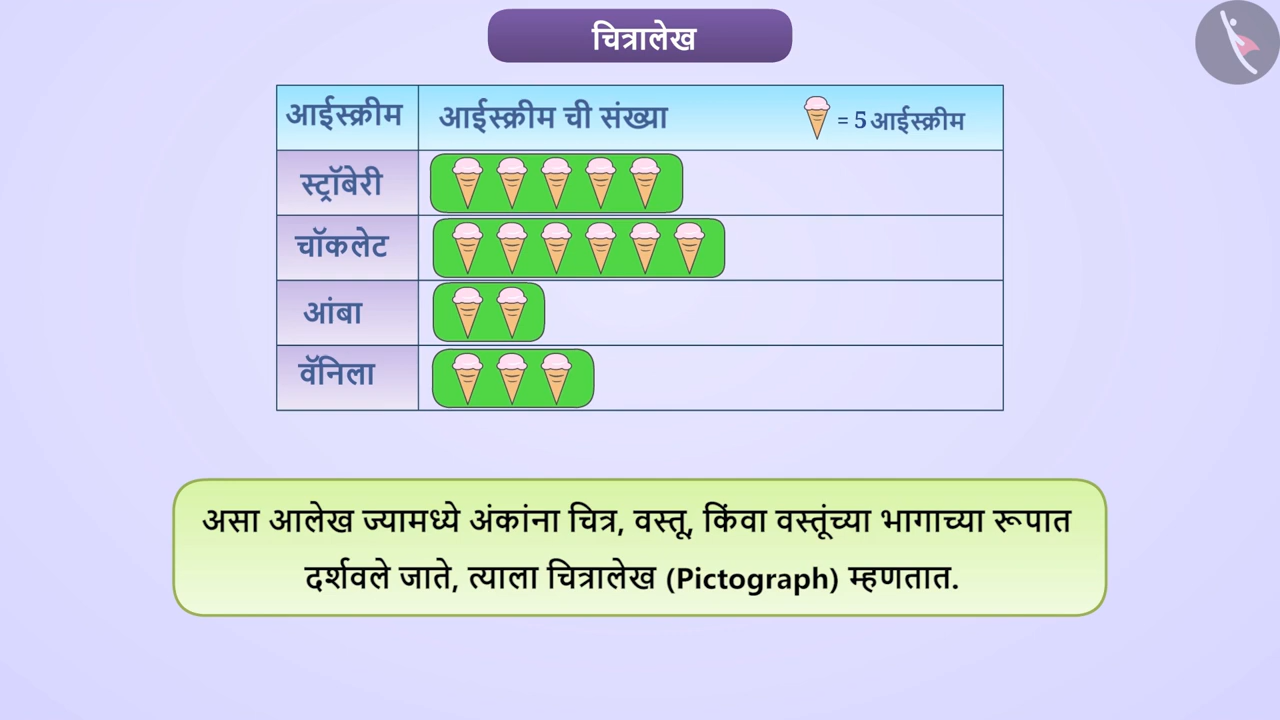 चित्रालेख
आईस्क्रीम
आईस्क्रीम ची संख्या
= 5 आईस्क्रीम
स्ट्रॉबेरी
चॉकलेट
आंबा
वॅनिला
असा आलेख ज्यामध्ये अंकांना चित्र, वस्तू, किंवा वस्तूंच्या भागाच्या रूपात
दर्शवले जाते, त्याला चित्रालेख (Pictograph) म्हणतात.